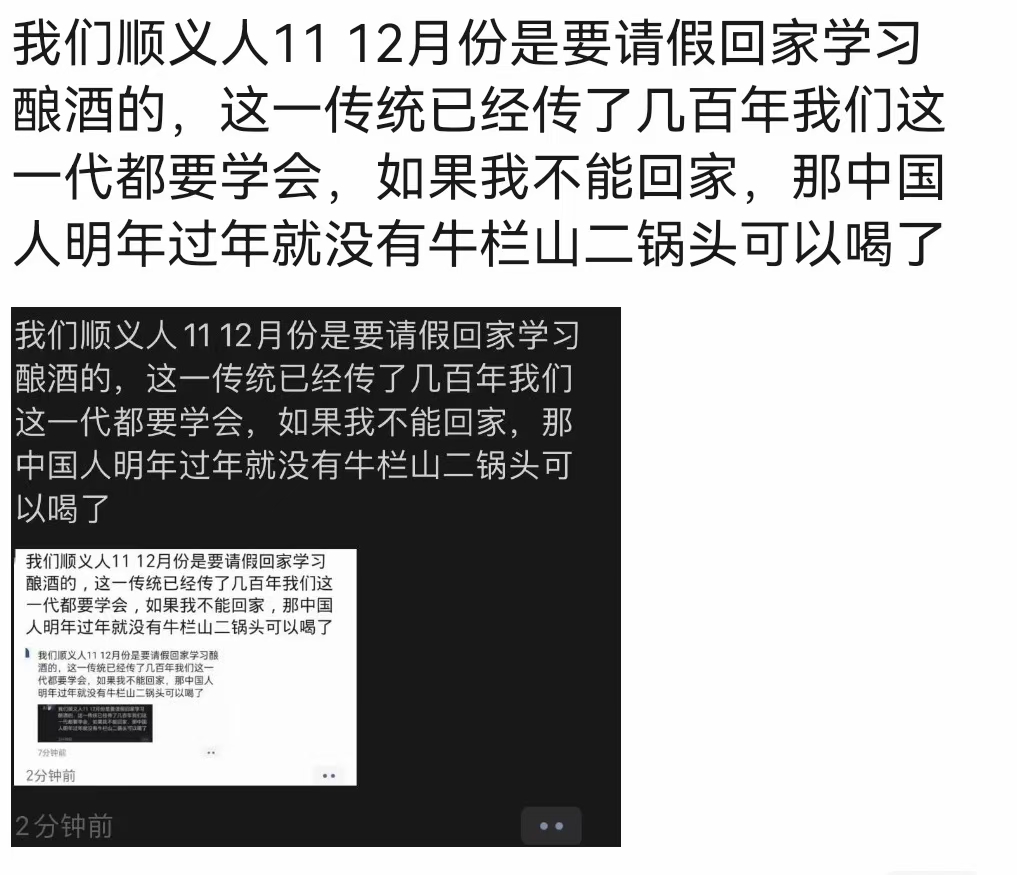 我们顺义人11 12月份是要请假回家学习
酿酒的，这一传统已经传了几百年我们这
一代都要学会，如果我不能回家，那中国
人明年过年就没有牛栏山二锅头可以喝了
我们顺义人11 12月份是要请假回家学习
酿酒的，这一传统已经传了几百年我们
这一代都要学会，如果我不能回家，那
中国人明年过年就没有牛栏山二锅头可
以喝了
我们顺义人11 12月份是要请假回家学习
酿酒的，这一传统已经传了几百年我们这
一代都要学会，如果我不能回家，那中国
人明年过年就没有牛栏山二锅头可以喝了
我们顺义人11 12月份是要请假回家学习酿
酒的，这一传统已经传了几百年我们这一
代都要学会，如果我不能回家，那中国人
明年过年就没有牛栏山二锅头可以喝了
7分钟前
2分钟前
2分钟前